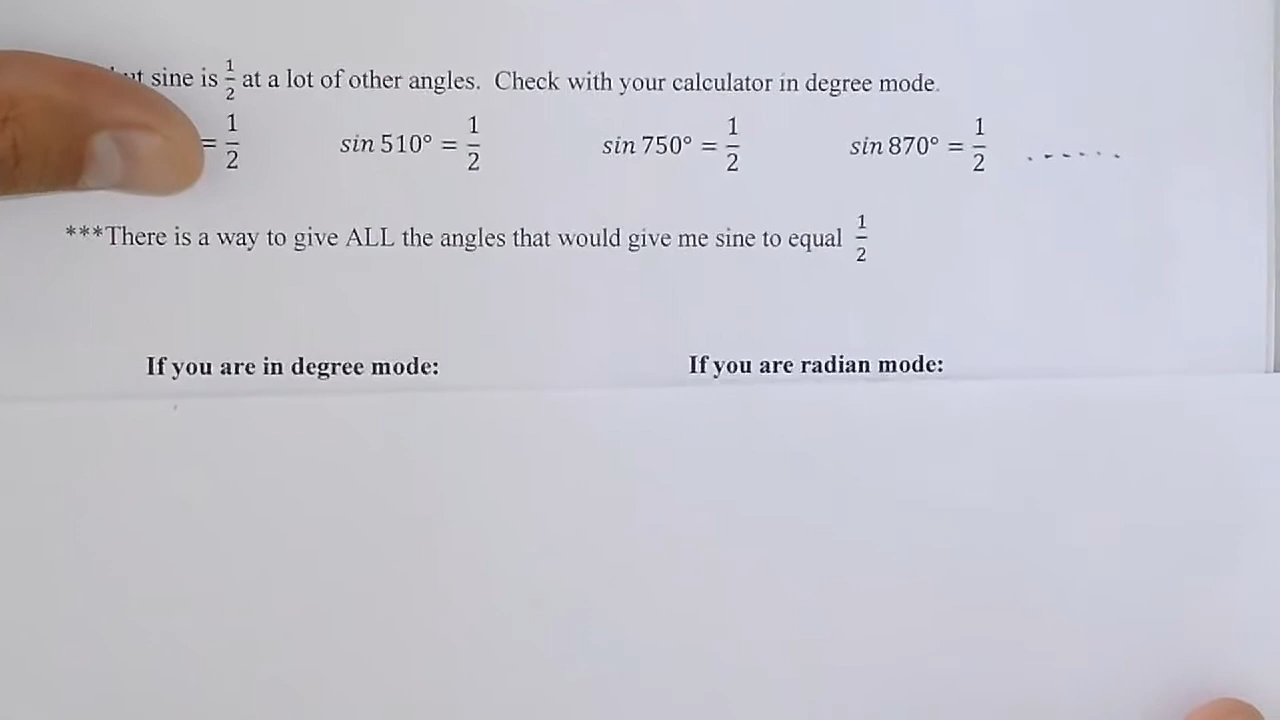 sine is 1/2 at a lot of other angles. Check with your calculator in degree mode.
= 1/2 sin 510° = 1/2 sin 750° = 1/2 sin 870° = 1/2 ......
***There is a way to give ALL the angles that would give me sine to equal 1/2
If you are in degree mode: If you are radian mode: